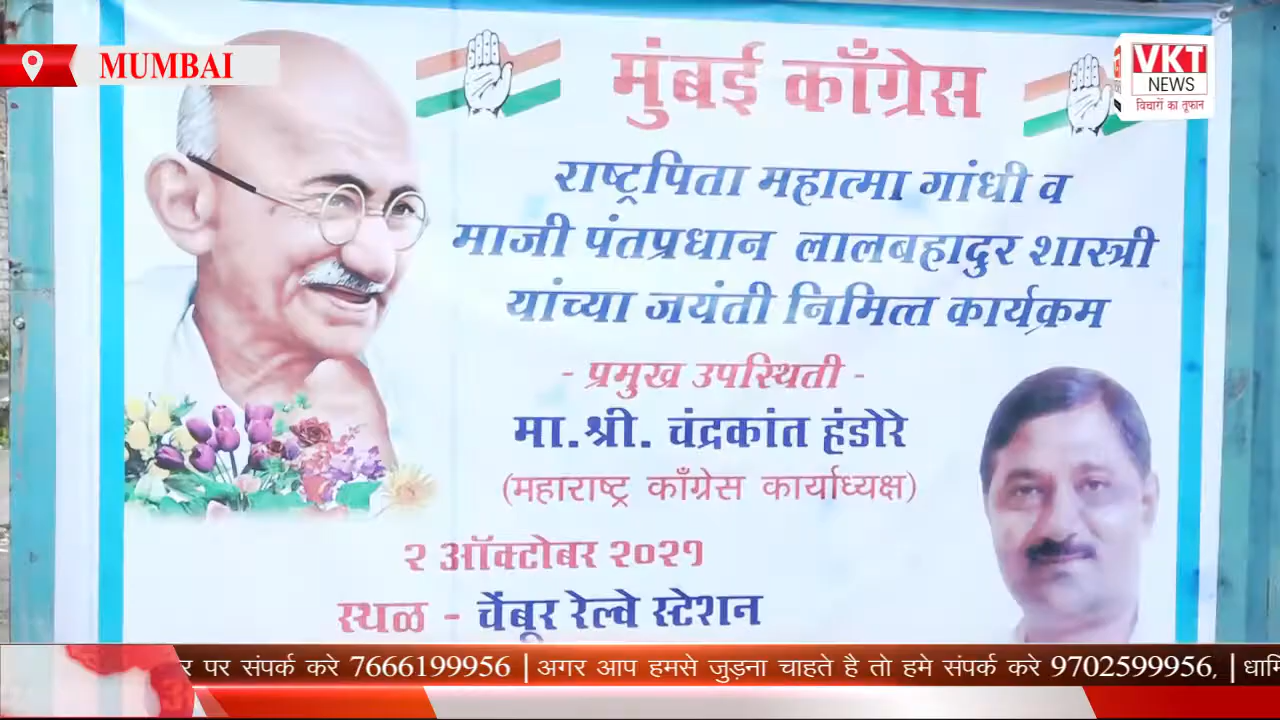 MUMBAI
VKT
NEWS
विचारों का तूफान
मुंबई काँग्रेस
राष्ट्रपिता महात्मा गांधी व
माजी पंतप्रधान लालबहादुर शास्त्री
यांच्या जयंती निमित्त कार्यक्रम
- प्रमुख उपस्थिती -
मा.श्री. चंद्रकांत हंडोरे
(महाराष्ट्र काँग्रेस कार्याध्यक्ष)
२ ऑक्टोबर २०२१
स्थळ - चेंबूर रेल्वे स्टेशन
र पर संपर्क करे 7666199956 | अगर आप हमसे जुड़ना चाहते है तो हमे संपर्क करे 9702599956, | धामि